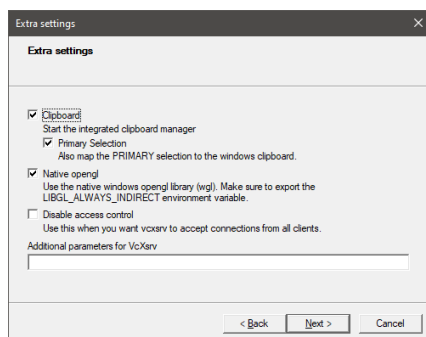 Extra settings
Extra settings
Clipboard
Start the integrated clipboard manager
Primary Selection
Also map the PRIMARY selection to the windows clipboard.
Native opengl
Use the native windows opengl library (wgl). Make sure to export the
LIBGL_ALWAYS_INDIRECT environment variable.
Disable access control
Use this when you want vcxsrv to accept connections from all clients.
Additional parameters for VcXsrv
< Back
Next >
Cancel